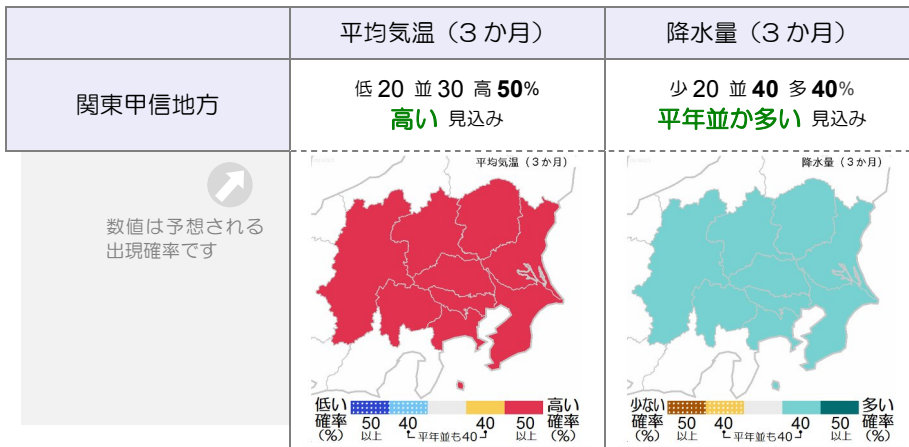 平均気温（３か月）
降水量（３か月）
関東甲信地方
低 20 並 30 高 50%
高い 見込み
少 20 並 40 多 40%
平年並か多い 見込み
数値は予想される
出現確率です
平均気温（３か月）
降水量（３か月）
低い
確率
(%)
50
以上
40
平年並も40
40
50
以上
高い
確率
(%)
少ない
確率
(%)
50
以上
40
平年並も40
40
50
以上
多い
確率
(%)